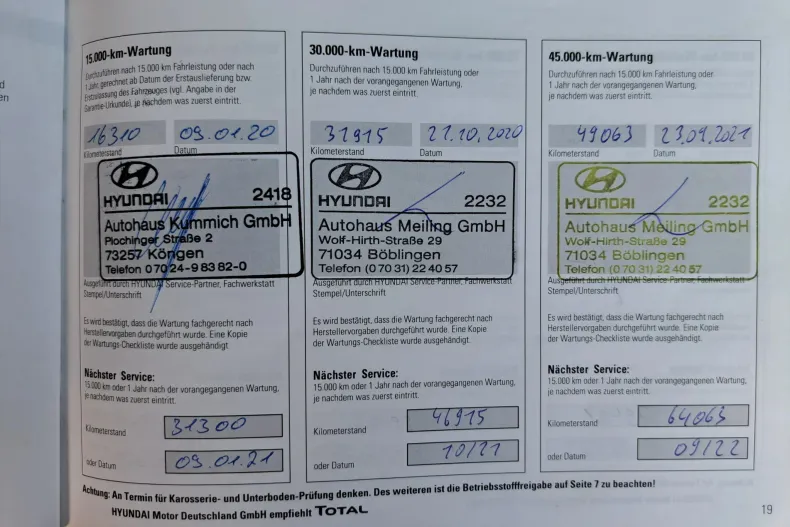 15.000-km-Wartung
Durchzuführen nach 15.000 km Fahrleistung oder nach
1 Jahr, gerechnet ab Datum der Erstauslieferung bzw.
Erstzulassung des Fahrzeuges (vgl. Angabe in der
Garantie-Urkunde), je nachdem was zuerst eintritt.
16310 09.01.20
Kilometerstand Datum
HYUNDAI 2418
Autohaus Kummich GmbH
Plochinger Straße 2
73257 Köngen
Telefon 0 70 24-9 83 82-0
Ausgeführt durch HYUNDAI Service-Partner, Fachwerkstatt
Stempel/Unterschrift
Es wird bestätigt, dass die Wartung fachgerecht nach
Herstellervorgaben durchgeführt wurde. Eine Kopie
der Wartungs-Checkliste wurde ausgehändigt.
Nächster Service:
15.000 km oder 1 Jahr nach der vorangegangenen Wartung,
je nachdem was zuerst eintritt.
Kilometerstand 31300
oder Datum 09.01.21
30.000-km-Wartung
Durchzuführen nach 15.000 km Fahrleistung oder
1 Jahr nach der vorangegangenen Wartung,
je nachdem was zuerst eintritt.
31915 21.10.2020
Kilometerstand Datum
HYUNDAI 2232
Autohaus Meiling GmbH
Wolf-Hirth-Straße 29
71034 Böblingen
Telefon (0 70 31) 22 40 57
Ausgeführt durch HYUNDAI Service-Partner, Fachwerkstatt
Stempel/Unterschrift
Es wird bestätigt, dass die Wartung fachgerecht nach
Herstellervorgaben durchgeführt wurde. Eine Kopie
der Wartungs-Checkliste wurde ausgehändigt.
Nächster Service:
15.000 km oder 1 Jahr nach der vorangegangenen Wartung,
je nachdem was zuerst eintritt.
Kilometerstand 46915
oder Datum 10/21
45.000-km-Wartung
Durchzuführen nach 15.000 km Fahrleistung oder
1 Jahr nach der vorangegangenen Wartung,
je nachdem was zuerst eintritt.
49063 23.09.2021
Kilometerstand Datum
HYUNDAI 2232
Autohaus Meiling GmbH
Wolf-Hirth-Straße 29
71034 Böblingen
Telefon (0 70 31) 22 40 57
Ausgeführt durch HYUNDAI Service-Partner, Fachwerkstatt
Stempel/Unterschrift
Es wird bestätigt, dass die Wartung fachgerecht nach
Herstellervorgaben durchgeführt wurde. Eine Kopie
der Wartungs-Checkliste wurde ausgehändigt.
Nächster Service:
15.000 km oder 1 Jahr nach der vorangegangenen Wartung,
je nachdem was zuerst eintritt.
Kilometerstand 64063
oder Datum 09/22
Achtung: An Termin für Karosserie- und Unterboden-Prüfung denken. Des weiteren ist die Betriebsstofffreigabe auf Seite 7 zu beachten!
HYUNDAI Motor Deutschland GmbH empfiehlt TOTAL
19